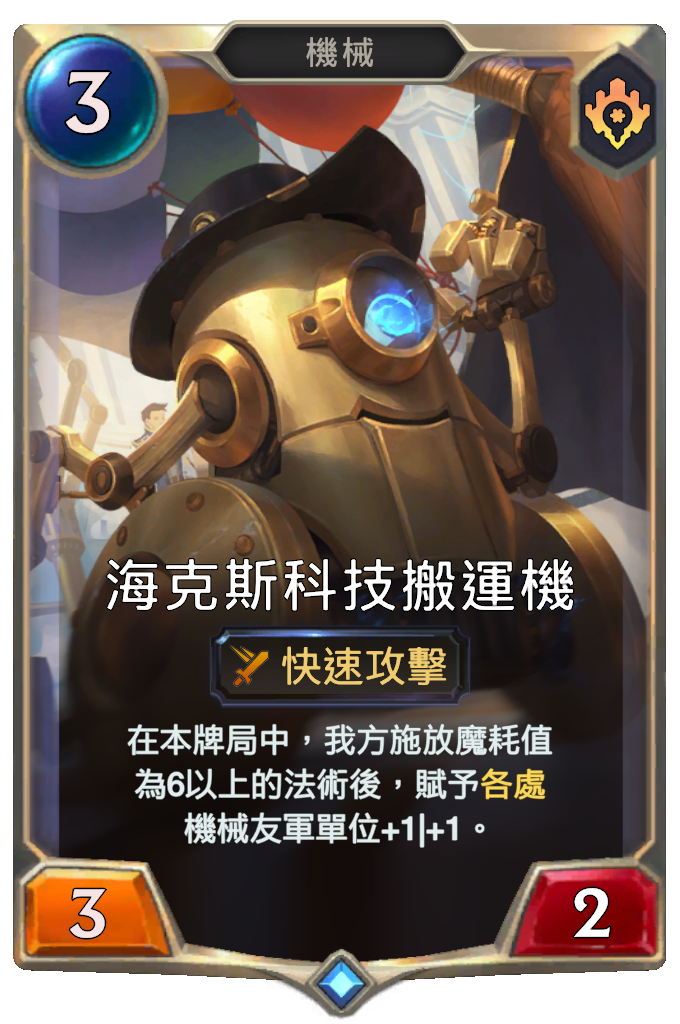 機械
3
海克斯科技搬運機
快速攻擊
在本牌局中，我方施放魔耗值
為6以上的法術後，賦予各處
機械友軍單位+1|+1。
3
2